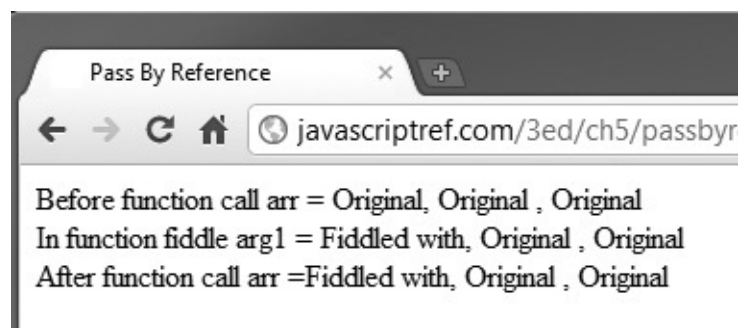 Pass By Reference
javascriptref.com/3ed/ch5/passbyr
Before function call arr = Original, Original , Original
In function fiddle arg1 = Fiddled with, Original , Original
After function call arr =Fiddled with, Original , Original